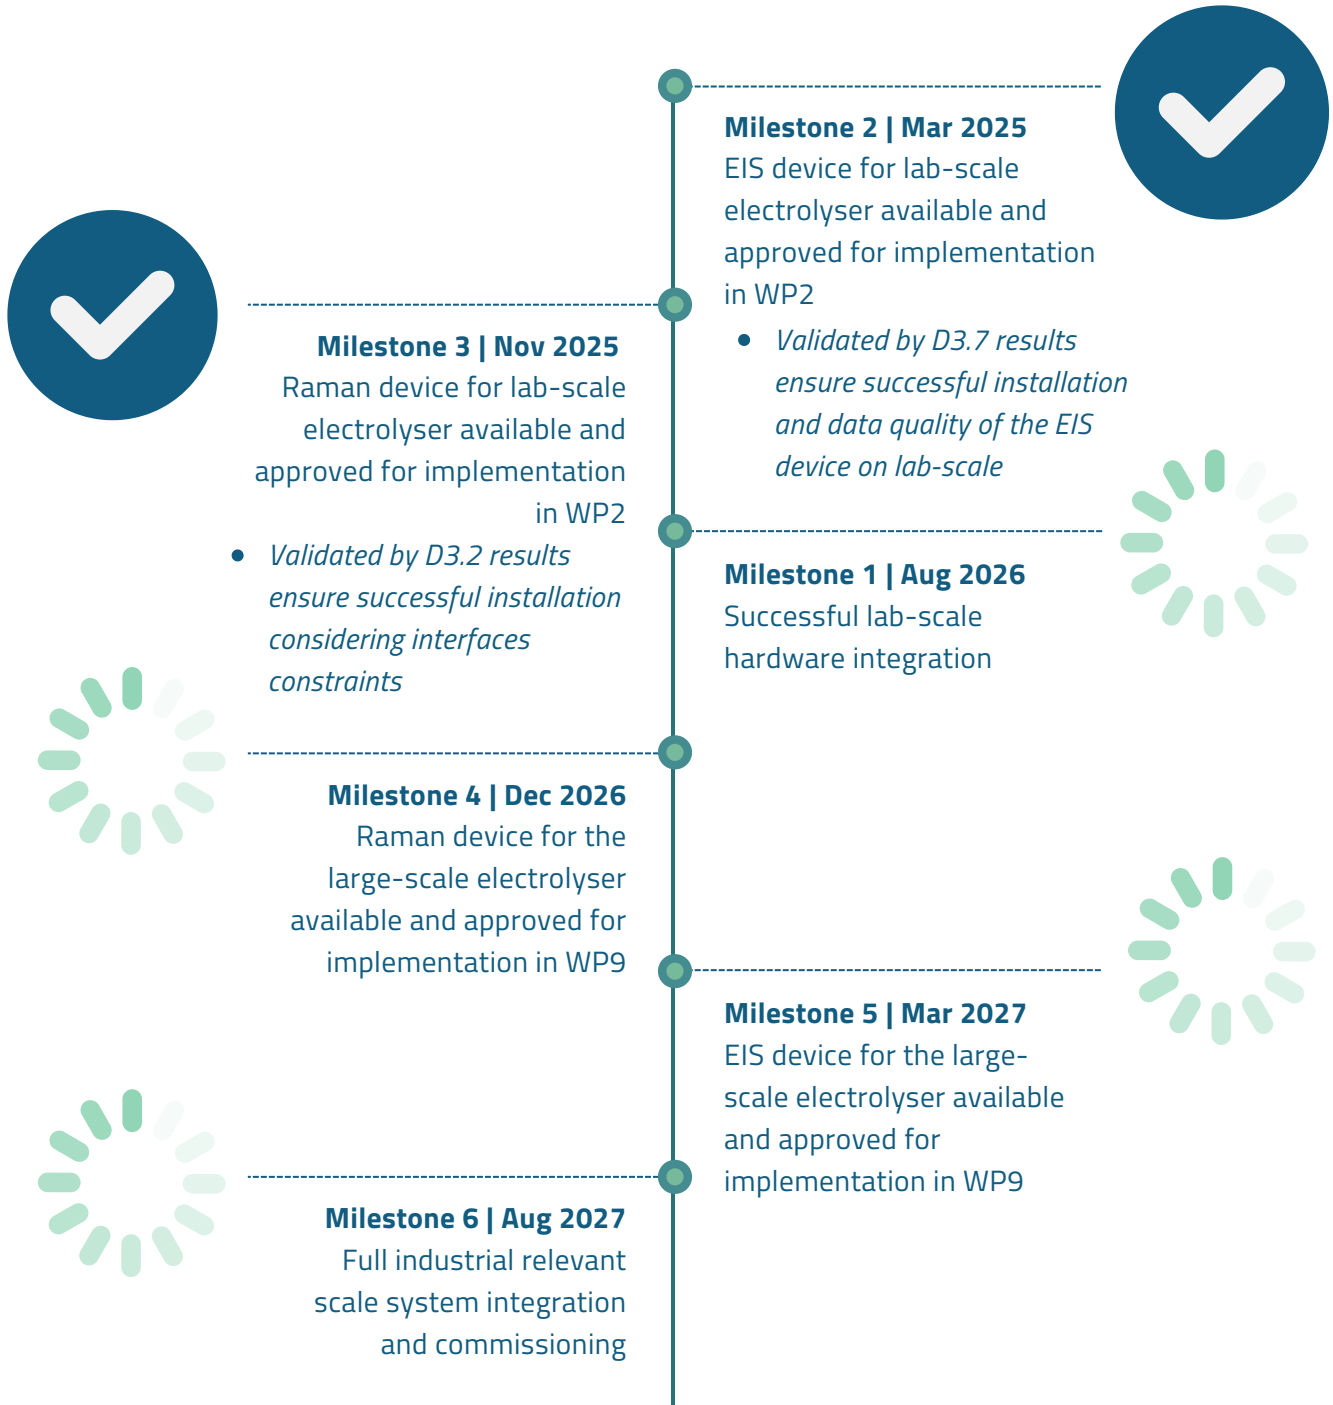 Milestone 2 | Mar 2025
EIS device for lab-scale
electrolyser available and
approved for implementation
in WP2
• Validated by D3.7 results
ensure successful installation
and data quality of the EIS
device on lab-scale
Milestone 3 | Nov 2025
Raman device for lab-scale
electrolyser available and
approved for implementation
in WP2
• Validated by D3.2 results
ensure successful installation
considering interfaces
constraints
Milestone 1 | Aug 2026
Successful lab-scale
hardware integration
Milestone 4 | Dec 2026
Raman device for the
large-scale electrolyser
available and approved for
implementation in WP9
Milestone 5 | Mar 2027
EIS device for the large-
scale electrolyser available
and approved for
implementation in WP9
Milestone 6 | Aug 2027
Full industrial relevant
scale system integration
and commissioning